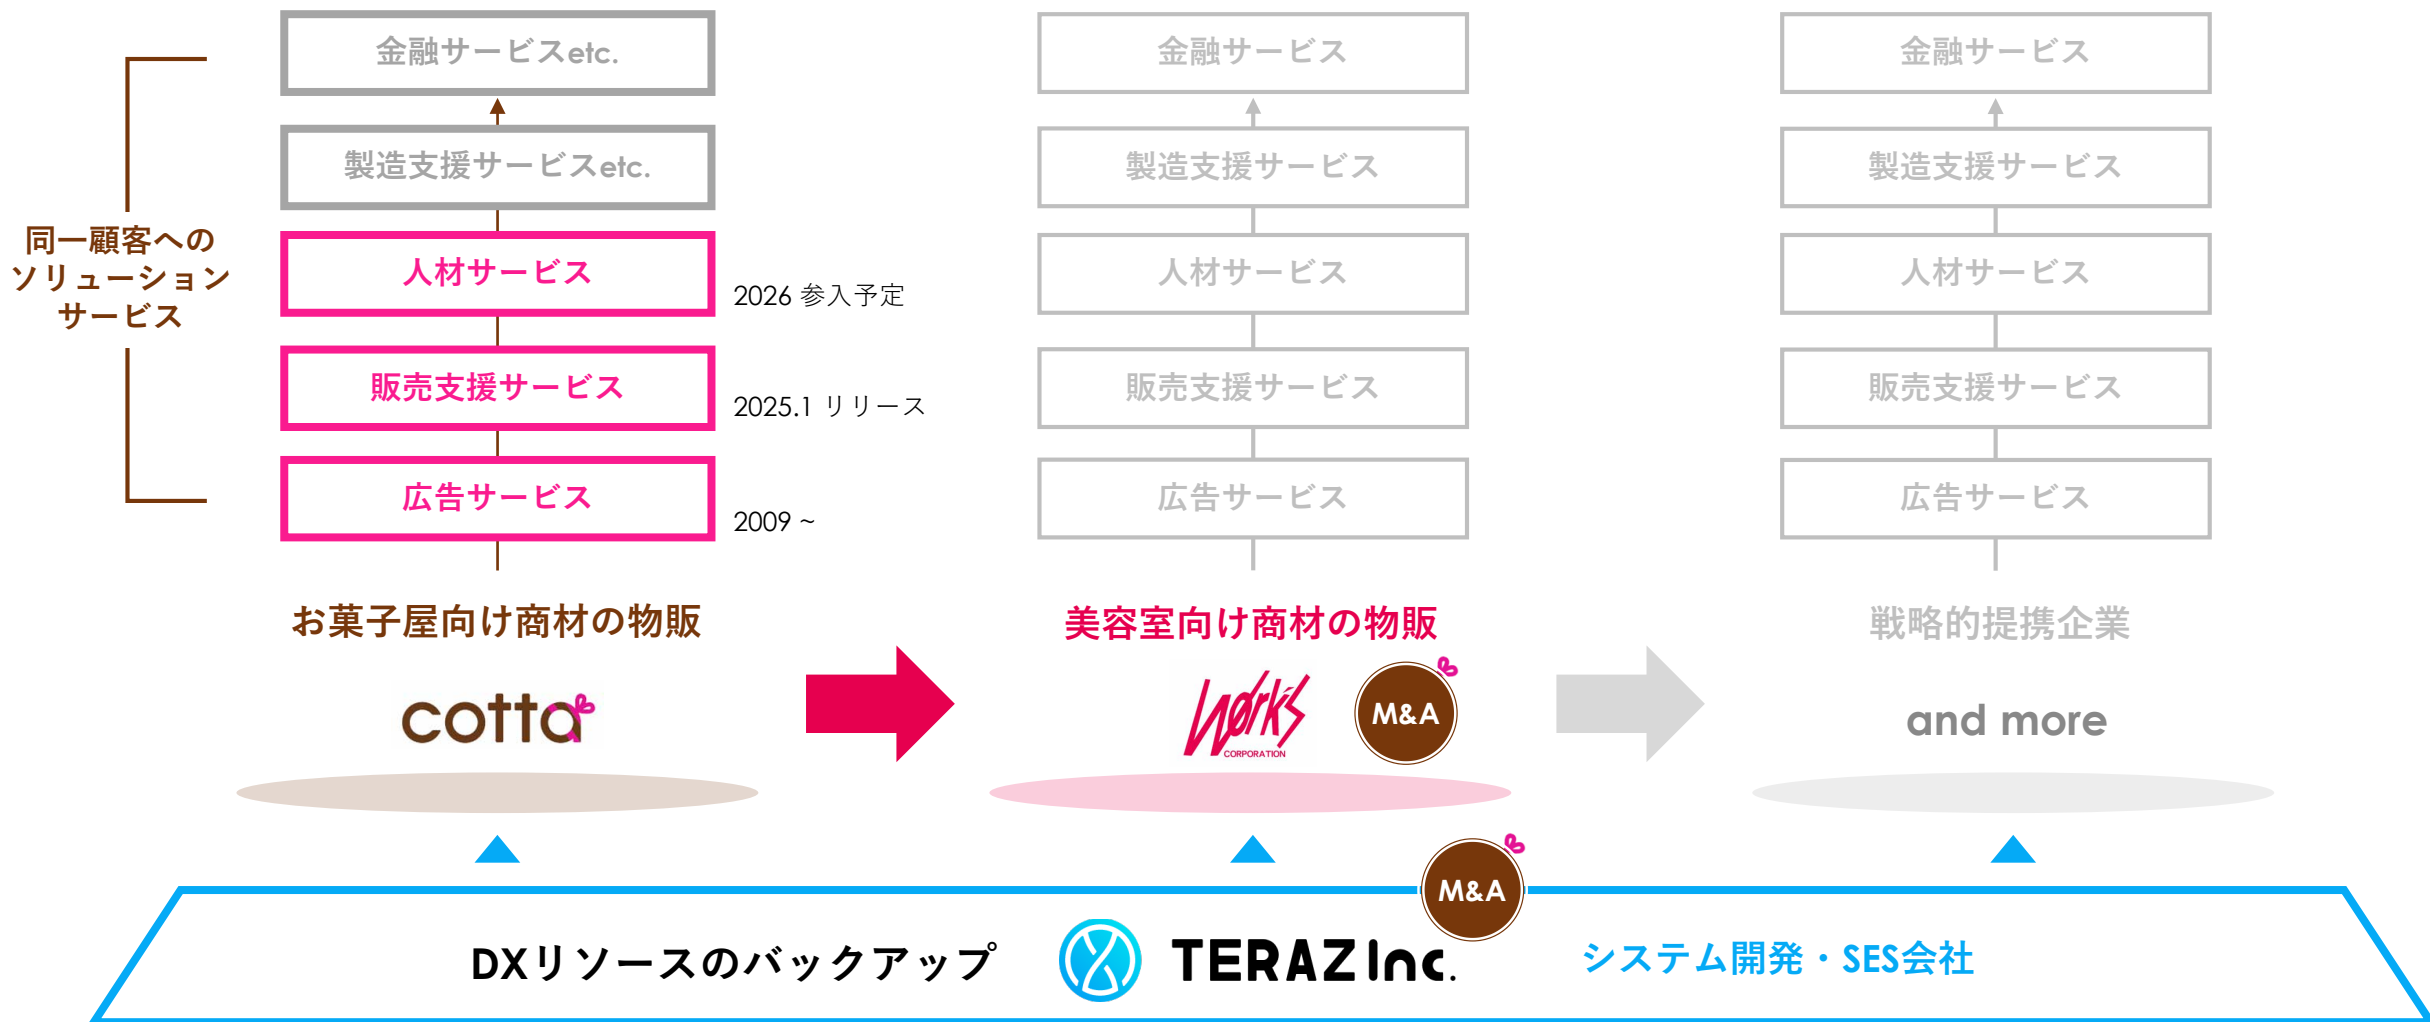 同一顧客への
ソリューション
サービス
金融サービスetc.
製造支援サービスetc.
人材サービス
2026 参入予定
販売支援サービス
2025.1 リリース
広告サービス
2009 ~
お菓子屋向け商材の物販
cotta
金融サービス
製造支援サービス
人材サービス
販売支援サービス
広告サービス
美容室向け商材の物販
Work's
CORPORATION
M&A
金融サービス
製造支援サービス
人材サービス
販売支援サービス
広告サービス
戦略的提携企業
and more
M&A
DXリソースのバックアップ
TERAZ Inc.
システム開発・SES会社